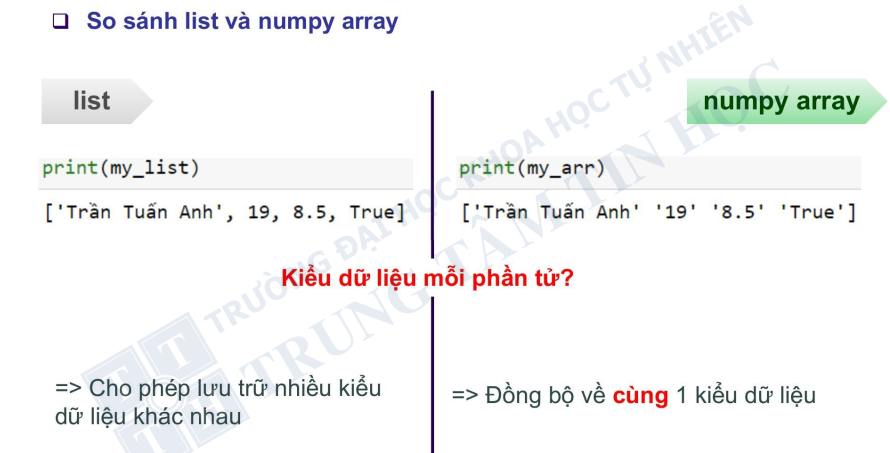 So sánh list và numpy array
list
numpy array
print(my_list)
['Trần Tuấn Anh', 19, 8.5, True]
print(my_arr)
['Trần Tuấn Anh' '19' '8.5' 'True']
Kiểu dữ liệu mỗi phần tử?
=> Cho phép lưu trữ nhiều kiểu
dữ liệu khác nhau
=> Đồng bộ về cùng 1 kiểu dữ liệu
TRƯỜNG ĐẠI HỌC KHOA HỌC TỰ NHIÊN
TRUNG TÂM TIN HỌC
T T
T T H